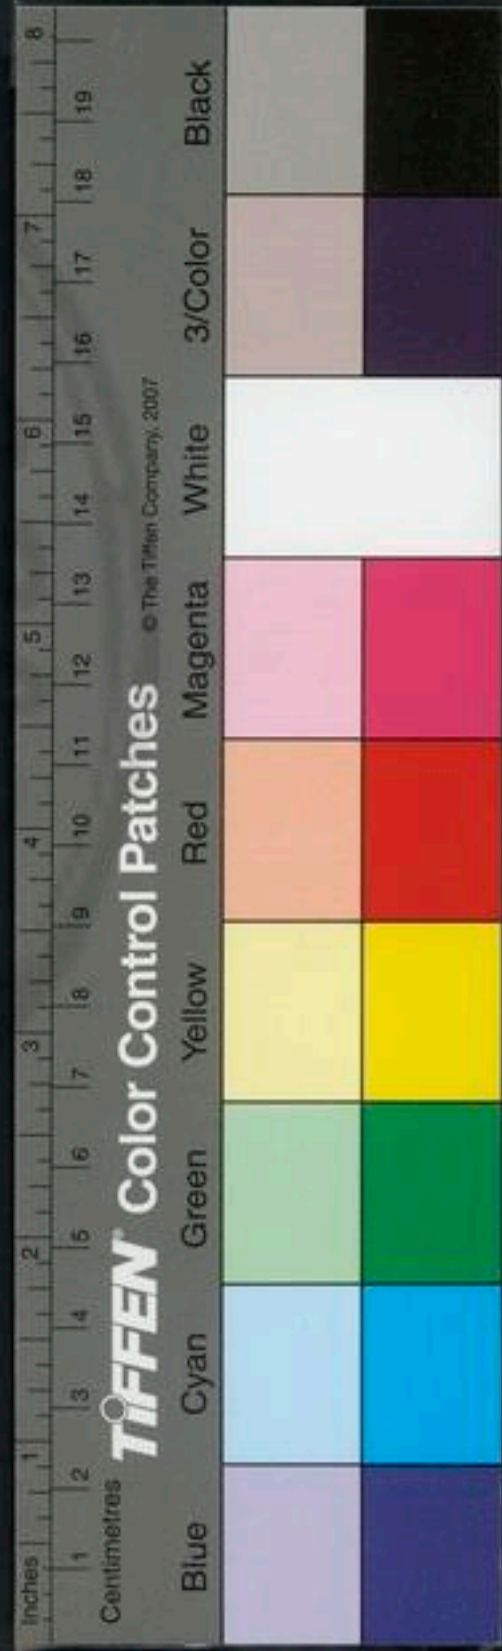 Inches 1 2 3 4 5 6 7 8
Centimetres 1 2 3 4 5 6 7 8 9 10 11 12 13 14 15 16 17 18 19
TIFFEN® Color Control Patches © The Tiffen Company, 2007
Blue Cyan Green Yellow Red Magenta White 3/Color Black